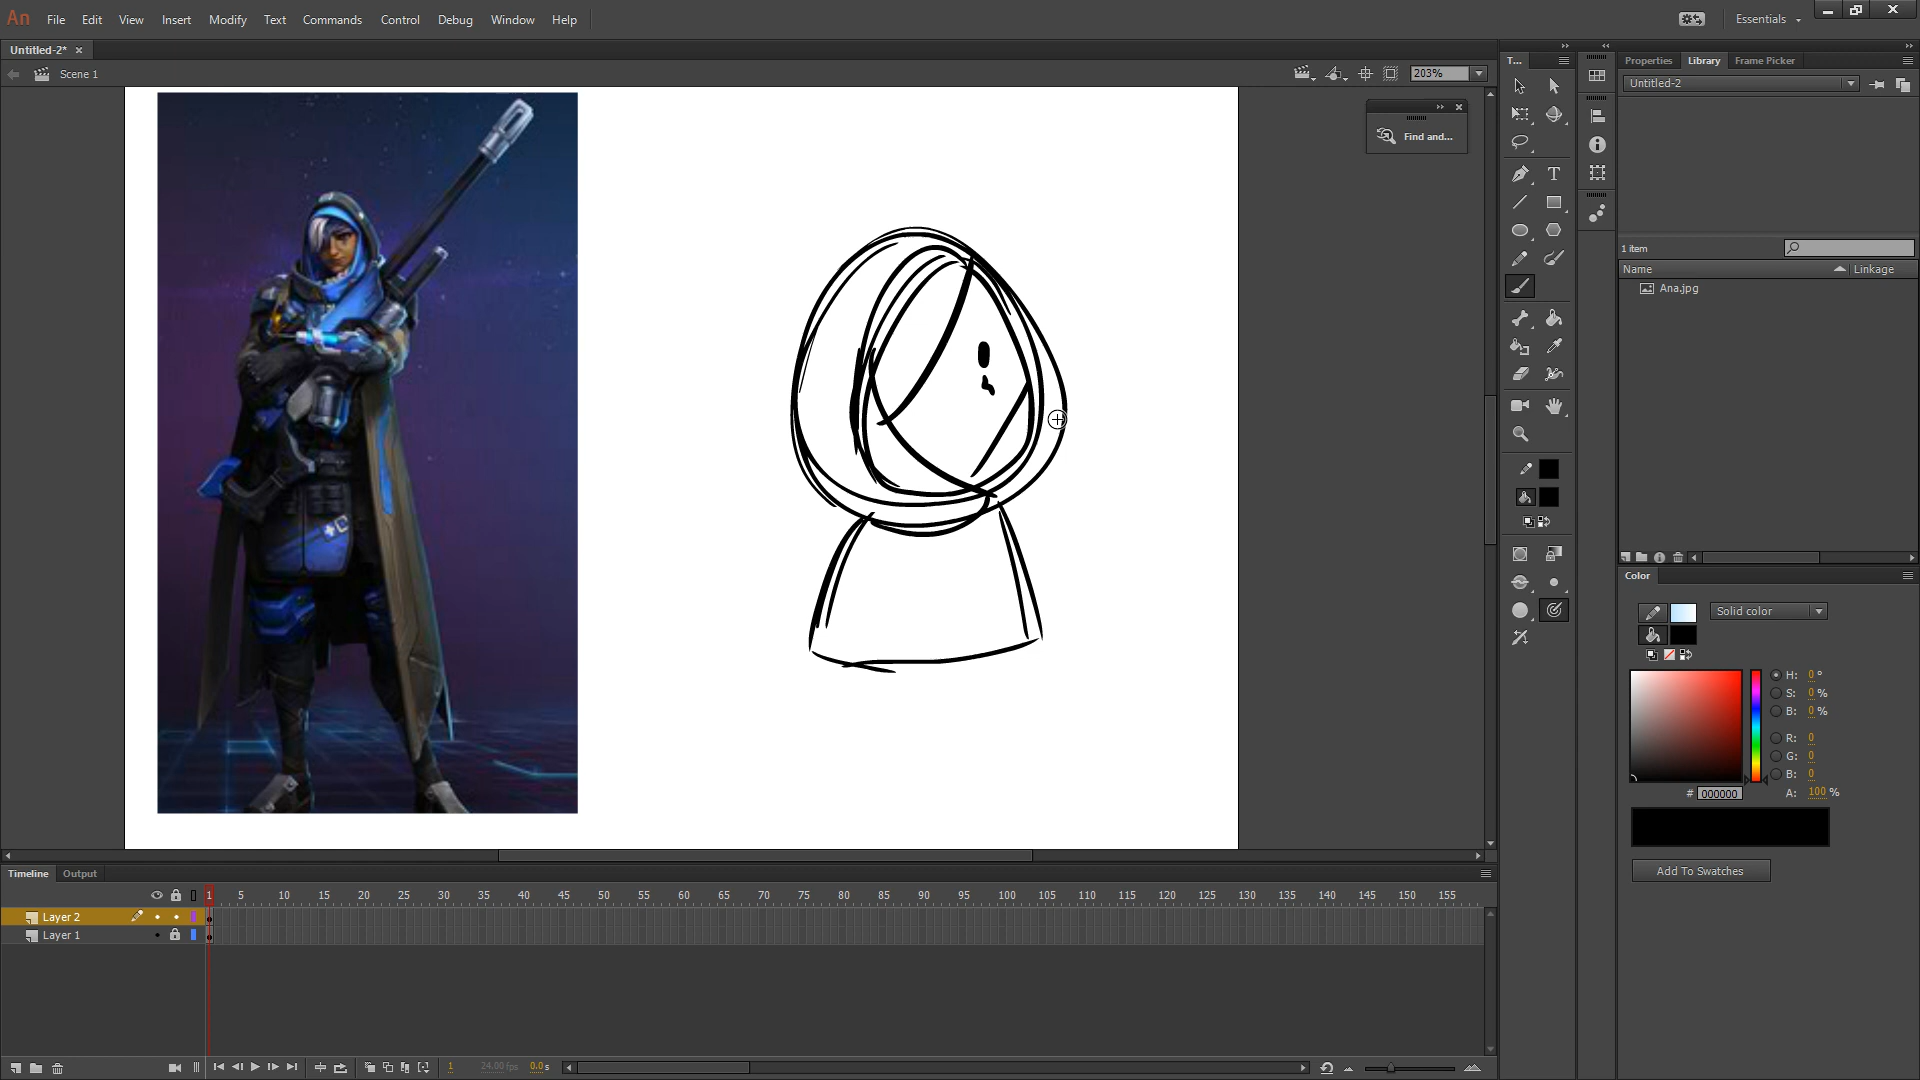 An File Edit View Insert Modify Text Commands Control Debug Window Help Essentials
Untitled-2*
Scene 1 203%
T...
Properties Library Frame Picker
Untitled-2
Find and...
1 item
Name Linkage
Ana.jpg
Color
Solid color
H: 0 °
S: 0 %
B: 0 %
R: 0
G: 0
B: 0
# 000000 A: 100 %
Add To Swatches
Timeline Output
1 5 10 15 20 25 30 35 40 45 50 55 60 65 70 75 80 85 90 95 100 105 110 115 120 125 130 135 140 145 150 155
Layer 2
Layer 1
1 24.00 fps 0.0 s